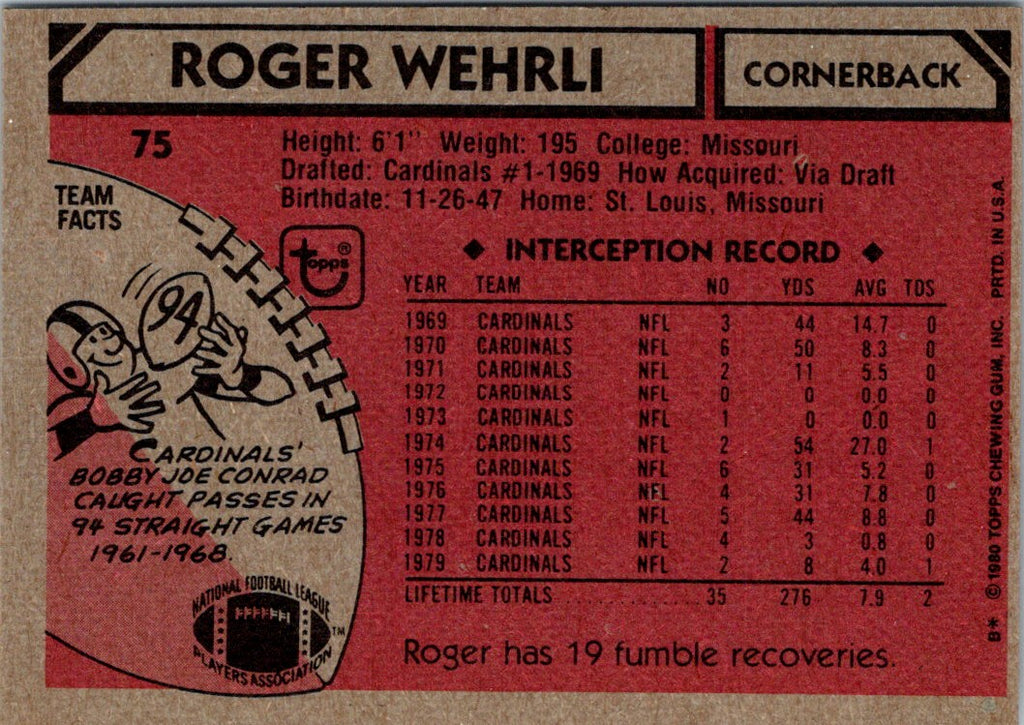 ROGER WEHRLI
CORNERBACK
75
Height: 6'1" Weight: 195 College: Missouri
Drafted: Cardinals #1-1969 How Acquired: Via Draft
Birthdate: 11-26-47 Home: St. Louis, Missouri
TEAM
FACTS
94
CARDINALS'
BOBBY JOE CONRAD
CAUGHT PASSES IN
94 STRAIGHT GAMES
1961-1968.
NATIONAL FOOTBALL LEAGUE
PLAYERS ASSOCIATION
TM
topps®
◆ INTERCEPTION RECORD ◆
YEAR TEAM NO YDS AVG TDS
1969 CARDINALS NFL 3 44 14.7 0
1970 CARDINALS NFL 6 50 8.3 0
1971 CARDINALS NFL 2 11 5.5 0
1972 CARDINALS NFL 0 0 0.0 0
1973 CARDINALS NFL 1 0 0.0 0
1974 CARDINALS NFL 2 54 27.0 1
1975 CARDINALS NFL 6 31 5.2 0
1976 CARDINALS NFL 4 31 7.8 0
1977 CARDINALS NFL 5 44 8.8 0
1978 CARDINALS NFL 4 3 0.8 0
1979 CARDINALS NFL 2 8 4.0 1
LIFETIME TOTALS .................... 35 276 7.9 2
Roger has 19 fumble recoveries.
B* ©1980 TOPPS CHEWING GUM, INC. PRTD. IN U.S.A.